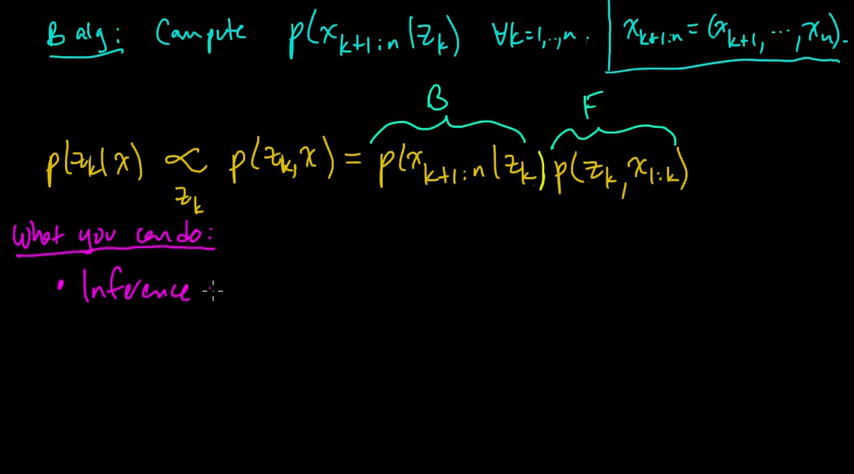 B alg: Compute p(x_{k+1:n}|z_k) ∀k=1,..,n. x_{k+1:n} = (x_{k+1}, ..., x_n).
B F
p(z_k|x) ∝_{z_k} p(z_k, x) = p(x_{k+1:n}|z_k) p(z_k, x_{1:k})
What you can do:
• Inference